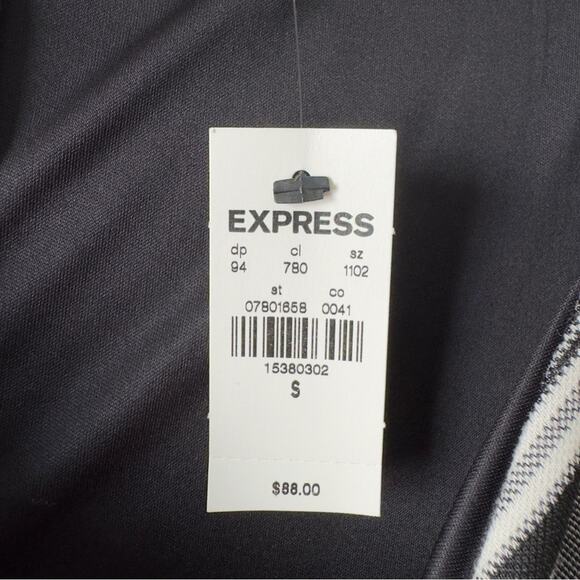 EXPRESS
dp cl sz
94 780 1102
st co
07801658 0041
15380302
S
$88.00